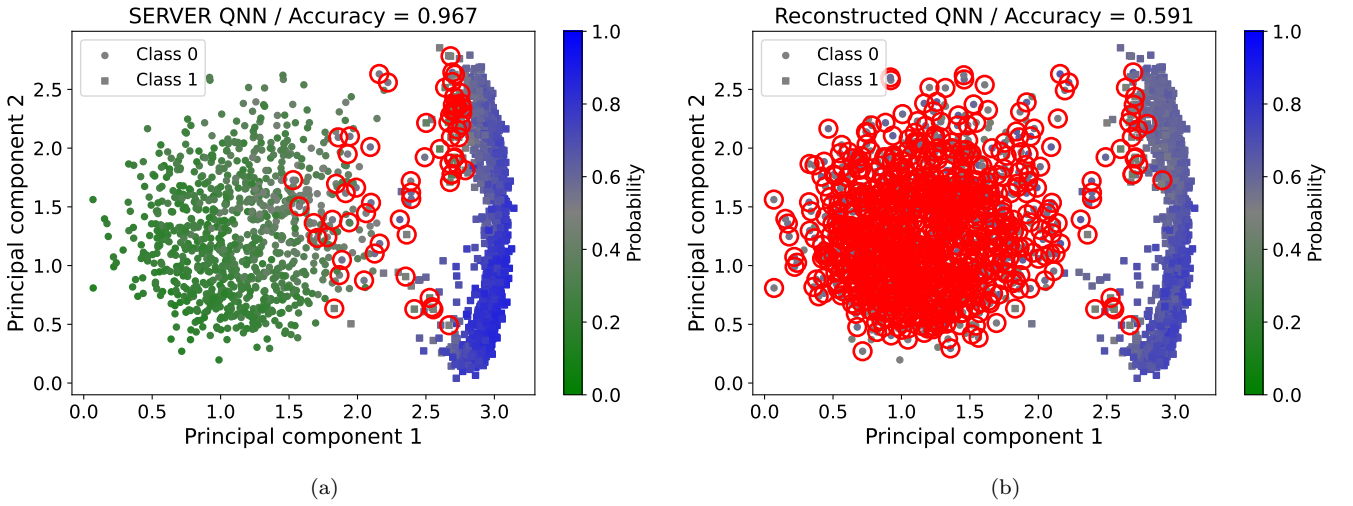 SERVER QNN / Accuracy = 0.967
Class 0
Class 1
2.5
2.0
1.5
1.0
0.5
0.0
Principal component 2
0.0 0.5 1.0 1.5 2.0 2.5 3.0
Principal component 1
1.0
0.8
0.6
0.4
0.2
0.0
Probability
(a)
Reconstructed QNN / Accuracy = 0.591
Class 0
Class 1
2.5
2.0
1.5
1.0
0.5
0.0
Principal component 2
0.0 0.5 1.0 1.5 2.0 2.5 3.0
Principal component 1
1.0
0.8
0.6
0.4
0.2
0.0
Probability
(b)